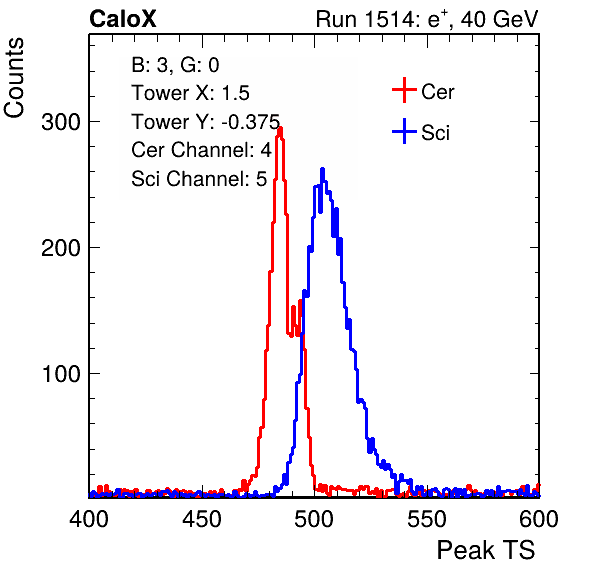 CaloX Run 1514: e⁺, 40 GeV
Counts
B: 3, G: 0
Tower X: 1.5
Tower Y: -0.375
Cer Channel: 4
Sci Channel: 5
Cer
Sci
300
200
100
400 450 500 550 600
Peak TS